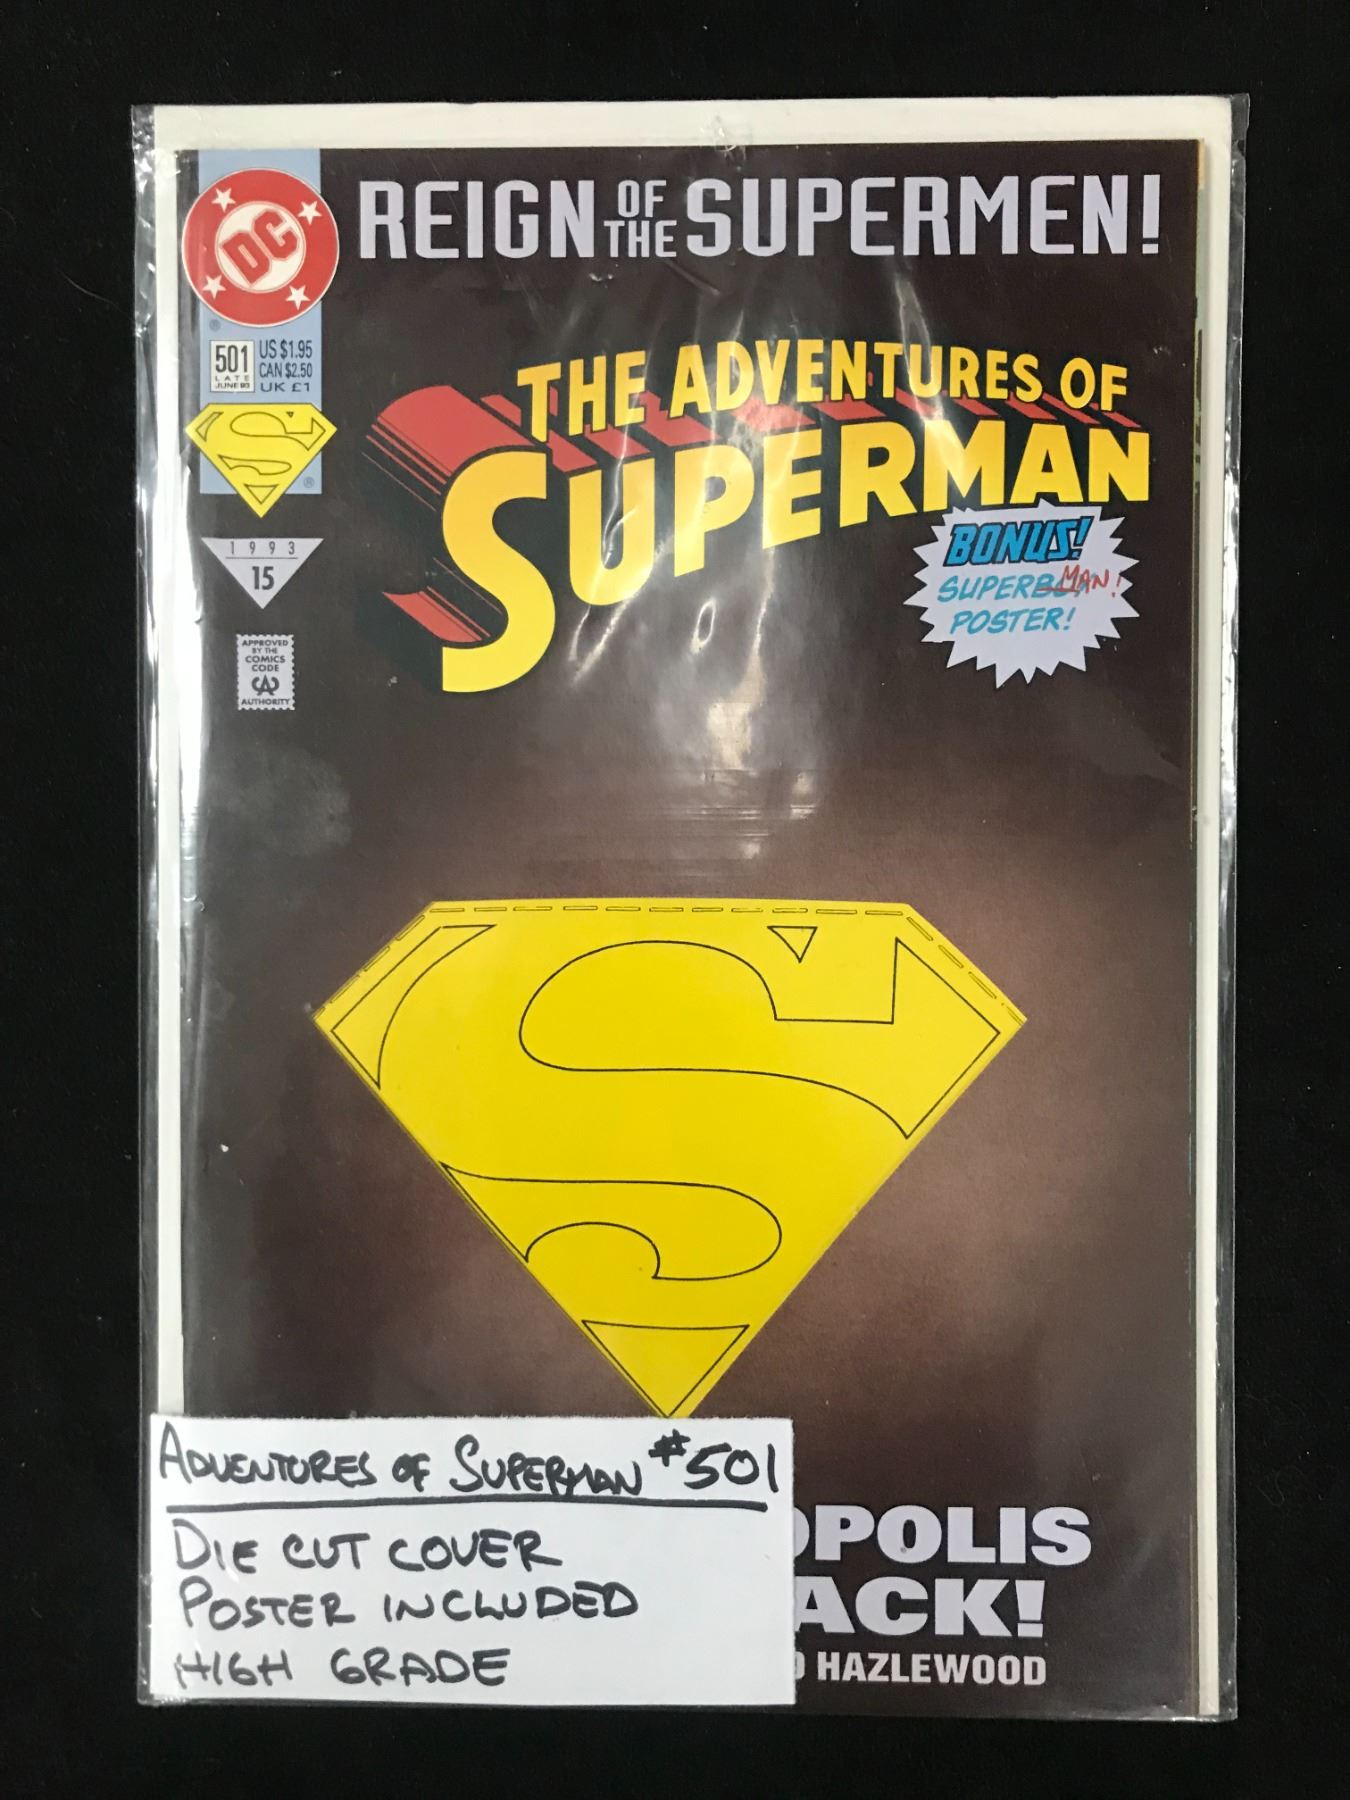 REIGN OF THE SUPERMEN!
DC
®
501
LATE
JUNE 93
US $1.95
CAN $2.50
UK £1
THE ADVENTURES OF
SUPERMAN
S
®
1993
15
BONUS!
SUPERBOMAN!
POSTER!
APPROVED
BY THE
COMICS
CODE
CA
AUTHORITY
S
ADVENTURES OF SUPERMAN #501
DIE CUT COVER
POSTER INCLUDED
HIGH GRADE
OPOLIS
ACK!
D HAZLEWOOD